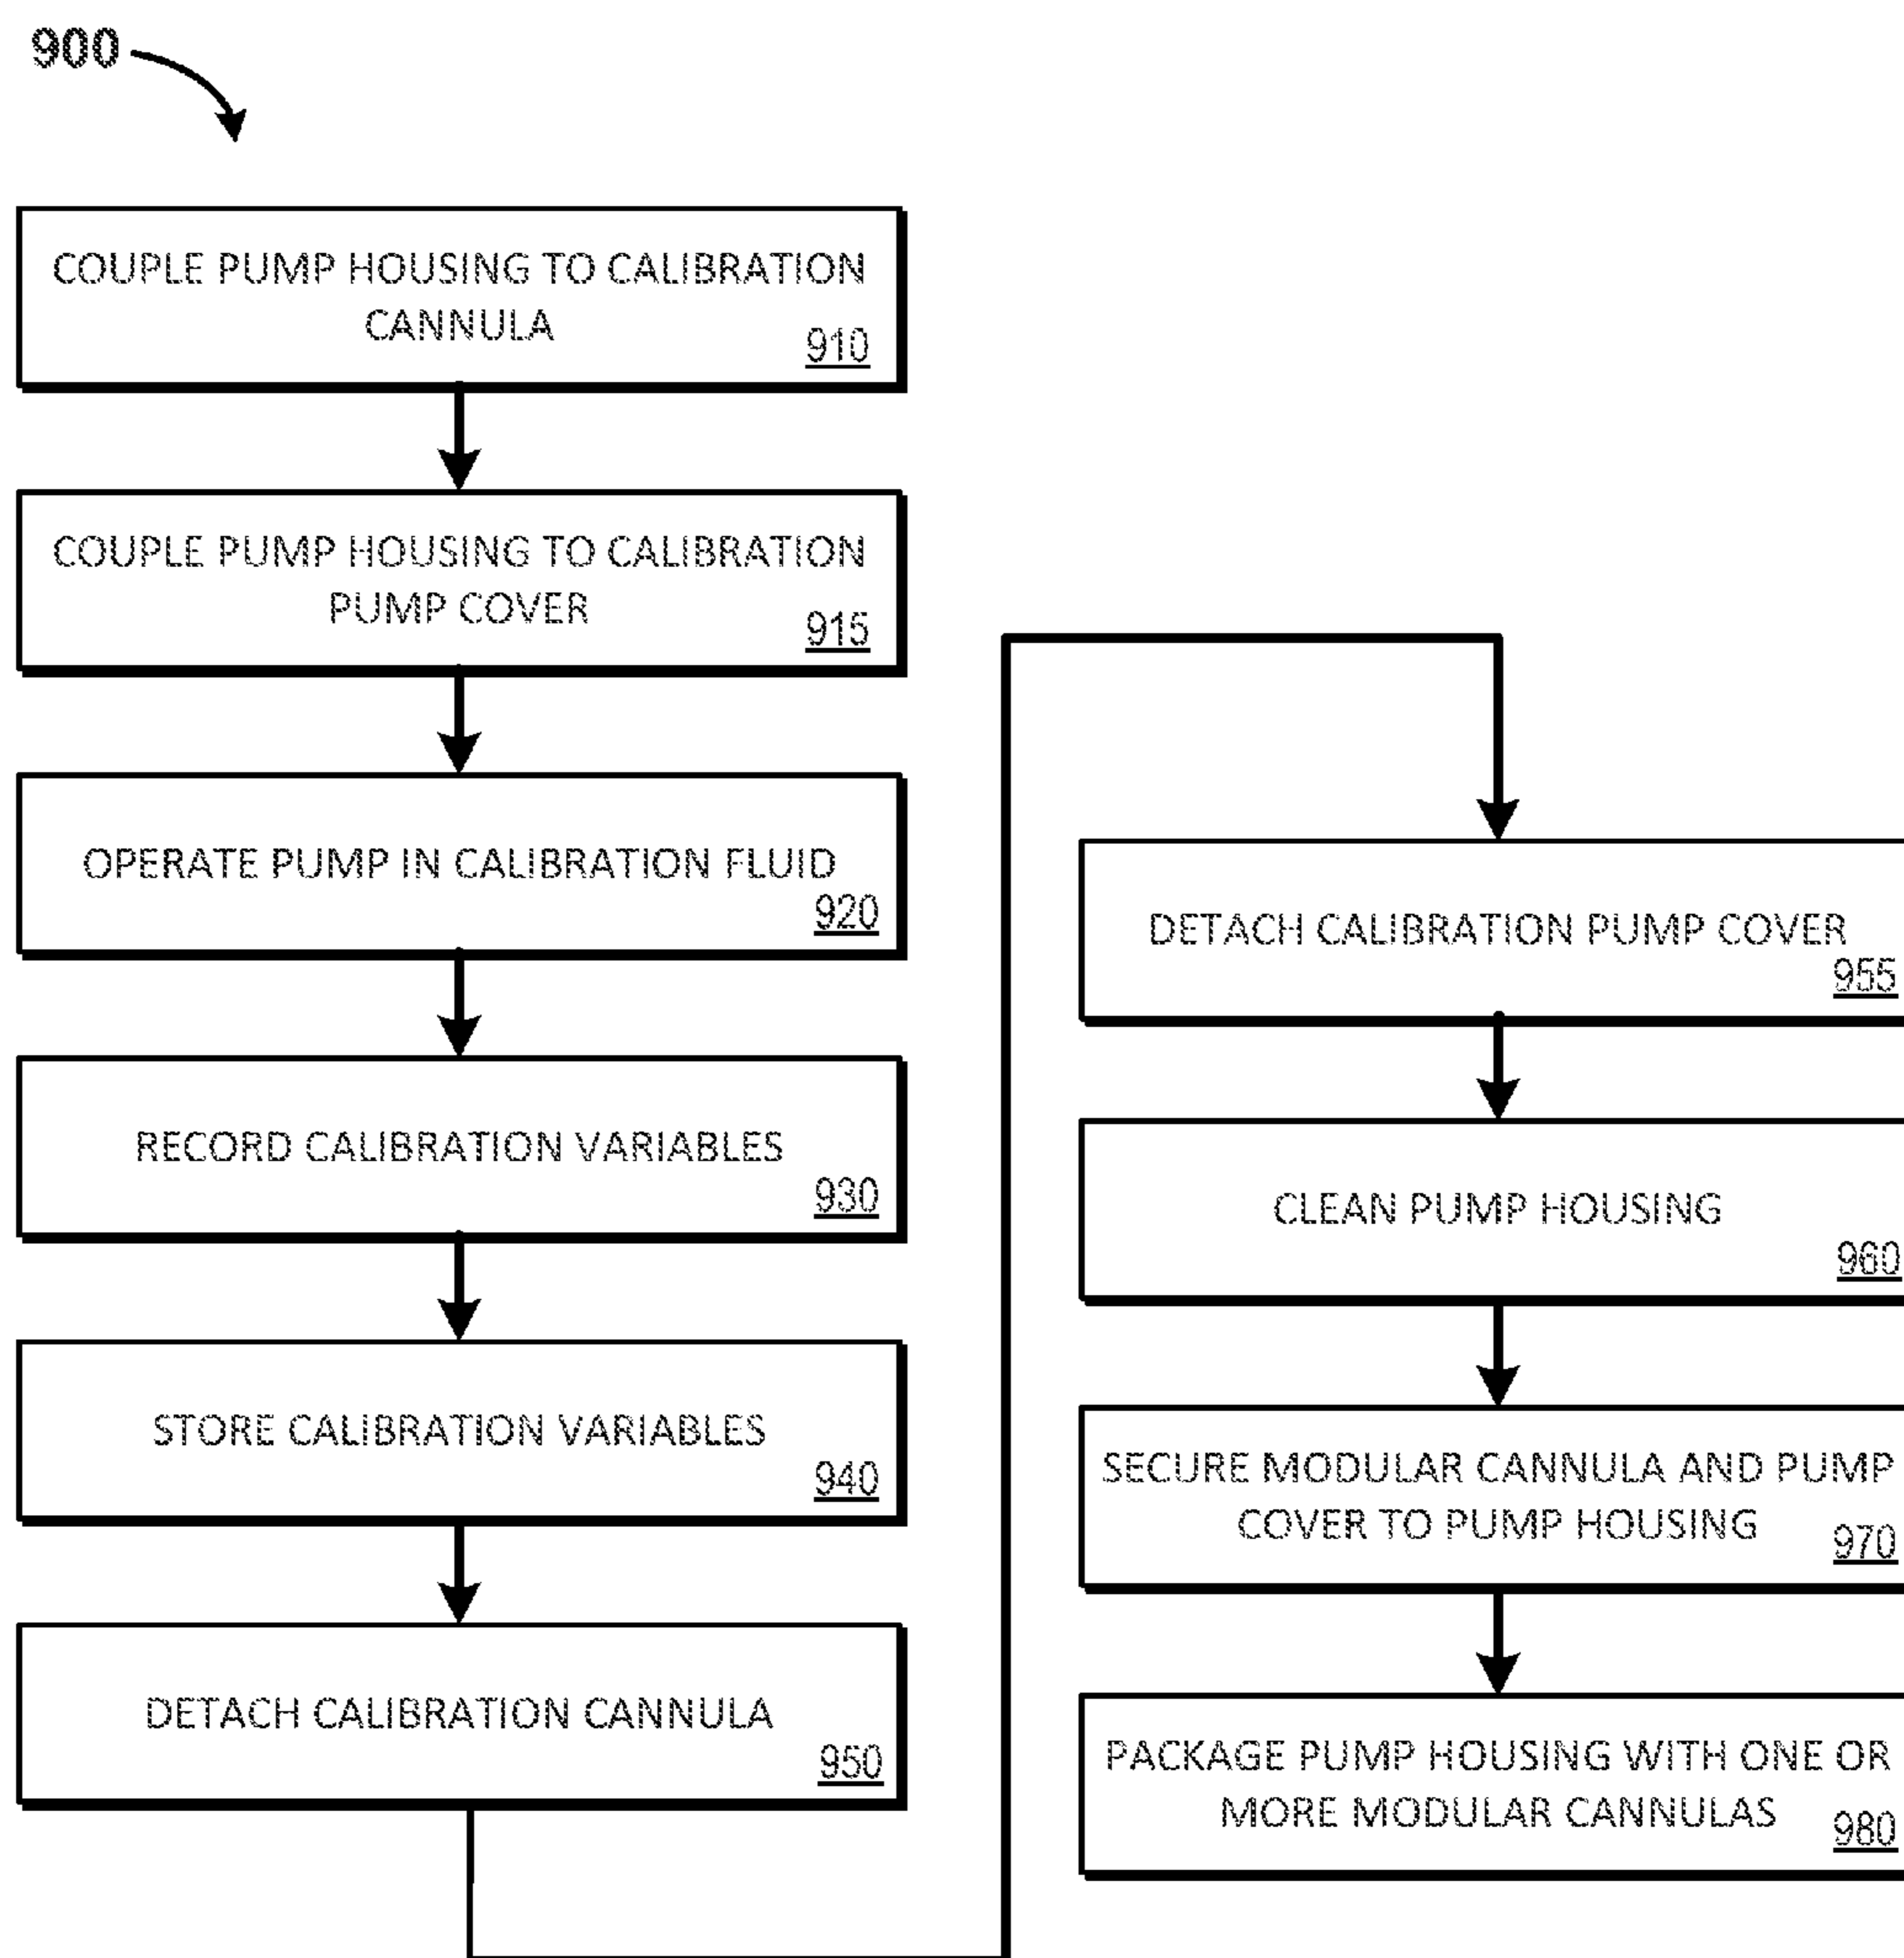 900
COUPLE PUMP HOUSING TO CALIBRATION
CANNULA
910
COUPLE PUMP HOUSING TO CALIBRATION
PUMP COVER
915
OPERATE PUMP IN CALIBRATION FLUID
920
RECORD CALIBRATION VARIABLES
930
STORE CALIBRATION VARIABLES
940
DETACH CALIBRATION CANNULA
950
DETACH CALIBRATION PUMP COVER
955
CLEAN PUMP HOUSING
960
SECURE MODULAR CANNULA AND PUMP
COVER TO PUMP HOUSING
970
PACKAGE PUMP HOUSING WITH ONE OR
MORE MODULAR CANNULAS
980